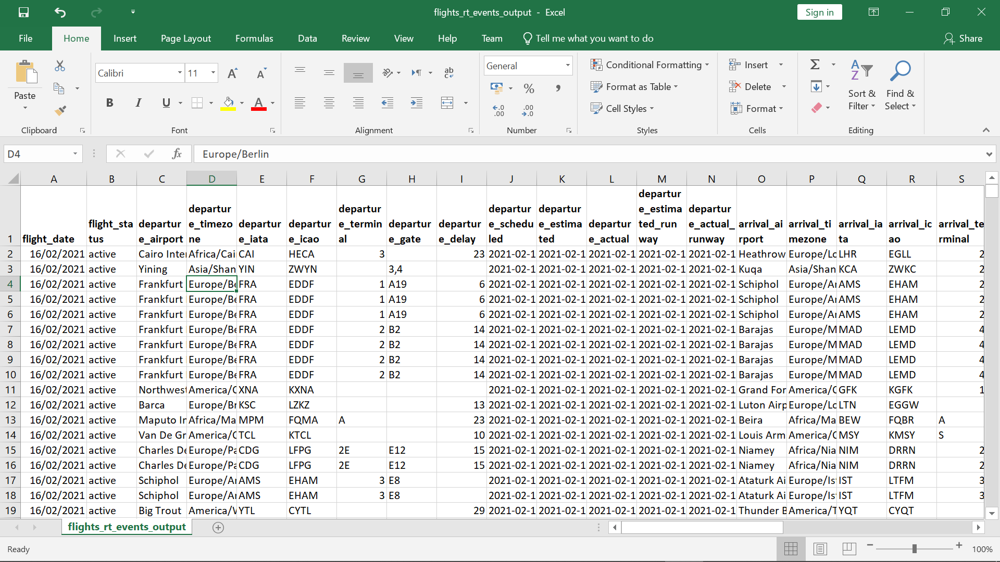 flights_rt_events_output - Excel
Sign in
File Home Insert Page Layout Formulas Data Review View Help Team Tell me what you want to do Share
Paste
Clipboard
Calibri 11
B I U
Font
ab
Alignment
General
% ,
Number
Conditional Formatting
Format as Table
Cell Styles
Styles
Insert
Delete
Format
Cells
Σ
Sort & Filter
Find & Select
Editing
D4 fx Europe/Berlin
A B C D E F G H I J K L M N O P Q R S
1 flight_date flight_status departure_airport departure_timezone departure_iata departure_icao departure_terminal departure_gate departure_delay departure_scheduled departure_estimated departure_actual departure_estimated_runway departure_actual_runway arrival_airport arrival_timezone arrival_iata arrival_icao arrival_terminal
2 16/02/2021 active Cairo Inter Africa/Cai CAI HECA 3 23 2021-02-1 2021-02-1 2021-02-1 2021-02-1 2021-02-1 Heathrow Europe/Lo LHR EGLL 2
3 16/02/2021 active Yining Asia/Shan YIN ZWYN 3,4 2021-02-1 2021-02-1 2021-02-1 2021-02-1 2021-02-1 Kuqa Asia/Shan KCA ZWKC 2
4 16/02/2021 active Frankfurt Europe/Be FRA EDDF 1 A19 6 2021-02-1 2021-02-1 2021-02-1 2021-02-1 2021-02-1 Schiphol Europe/A AMS EHAM 2
5 16/02/2021 active Frankfurt Europe/Be FRA EDDF 1 A19 6 2021-02-1 2021-02-1 2021-02-1 2021-02-1 2021-02-1 Schiphol Europe/A AMS EHAM 2
6 16/02/2021 active Frankfurt Europe/Be FRA EDDF 1 A19 6 2021-02-1 2021-02-1 2021-02-1 2021-02-1 2021-02-1 Schiphol Europe/A AMS EHAM 2
7 16/02/2021 active Frankfurt Europe/Be FRA EDDF 2 B2 14 2021-02-1 2021-02-1 2021-02-1 2021-02-1 2021-02-1 Barajas Europe/M MAD LEMD 4
8 16/02/2021 active Frankfurt Europe/Be FRA EDDF 2 B2 14 2021-02-1 2021-02-1 2021-02-1 2021-02-1 2021-02-1 Barajas Europe/M MAD LEMD 4
9 16/02/2021 active Frankfurt Europe/Be FRA EDDF 2 B2 14 2021-02-1 2021-02-1 2021-02-1 2021-02-1 2021-02-1 Barajas Europe/M MAD LEMD 4
10 16/02/2021 active Frankfurt Europe/Be FRA EDDF 2 B2 14 2021-02-1 2021-02-1 2021-02-1 2021-02-1 2021-02-1 Barajas Europe/M MAD LEMD 4
11 16/02/2021 active Northwest America/C XNA KXNA 2021-02-1 2021-02-1 2021-02-1 2021-02-1 2021-02-1 Grand For America/C GFK KGFK 1
12 16/02/2021 active Barca Europe/Br KSC LZKZ 13 2021-02-1 2021-02-1 2021-02-1 2021-02-1 2021-02-1 Luton Airp Europe/Lo LTN EGGW
13 16/02/2021 active Maputo In Africa/Ma MPM FQMA A 23 2021-02-1 2021-02-1 2021-02-1 2021-02-1 2021-02-1 Beira Africa/Ma BEW FQBR A
14 16/02/2021 active Van De Gr America/C TCL KTCL 10 2021-02-1 2021-02-1 2021-02-1 2021-02-1 2021-02-1 Louis Arm America/C MSY KMSY S
15 16/02/2021 active Charles De Europe/Pa CDG LFPG 2E E12 15 2021-02-1 2021-02-1 2021-02-1 2021-02-1 2021-02-1 Niamey Africa/Nia NIM DRRN 2
16 16/02/2021 active Charles De Europe/Pa CDG LFPG 2E E12 15 2021-02-1 2021-02-1 2021-02-1 2021-02-1 2021-02-1 Niamey Africa/Nia NIM DRRN 2
17 16/02/2021 active Schiphol Europe/A AMS EHAM 3 E8 2021-02-1 2021-02-1 2021-02-1 2021-02-1 2021-02-1 Ataturk Ai Europe/Is IST LTFM 3
18 16/02/2021 active Schiphol Europe/A AMS EHAM 3 E8 2021-02-1 2021-02-1 2021-02-1 2021-02-1 2021-02-1 Ataturk Ai Europe/Is IST LTFM 3
19 16/02/2021 active Big Trout America/W YTL CYTL 29 2021-02-1 2021-02-1 2021-02-1 2021-02-1 2021-02-1 Thunder B America/T YQT CYQT
flights_rt_events_output
Ready
100%